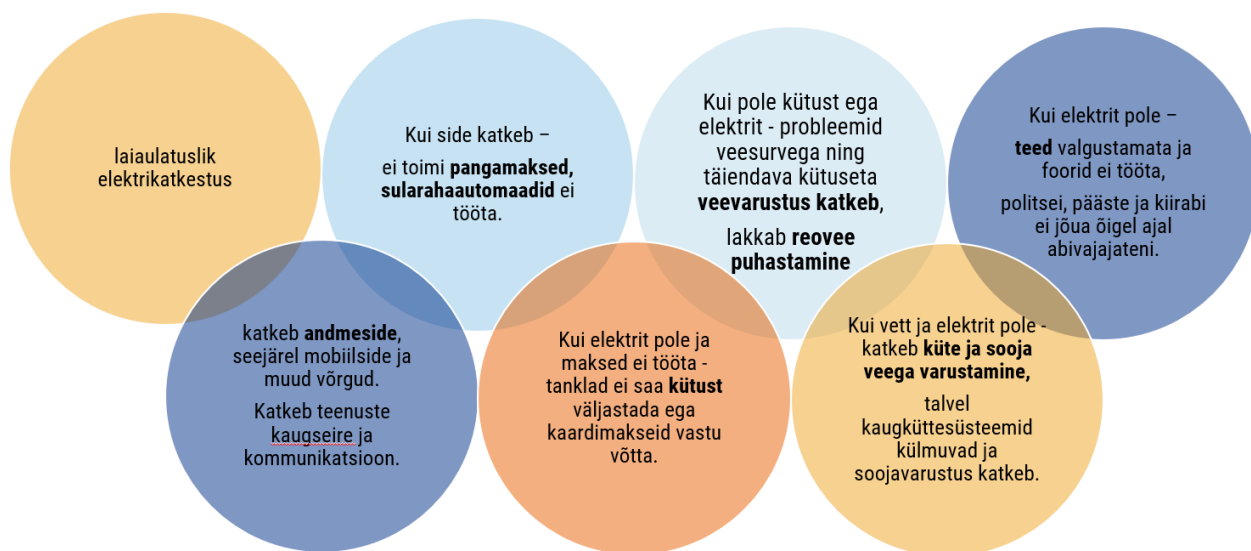 laiaulatuslik
elektrikatkestus
katkeb andmeside,
seejärel mobiilside ja
muud võrgud.
Katkeb teenuste
kaugseire ja
kommunikatsioon.
Kui side katkeb –
ei toimi pangamaksed,
sularahaautomaadid ei
tööta.
Kui elektrit pole ja
maksed ei tööta -
tanklad ei saa kütust
väljastada ega
kaardimakseid vastu
võtta.
Kui pole kütust ega
elektrit - probleemid
veesurvega ning
täiendava kütuseta
veevarustus katkeb,
lakkab reovee
puhastamine
Kui vett ja elektrit pole -
katkeb küte ja sooja
veega varustamine,
talvel
kaugküttesüsteemid
külmuvad ja
soojavarustus katkeb.
Kui elektrit pole –
teed valgustamata ja
foorid ei tööta,
politsei, pääste ja kiirabi
ei jõua õigel ajal
abivajajateni.